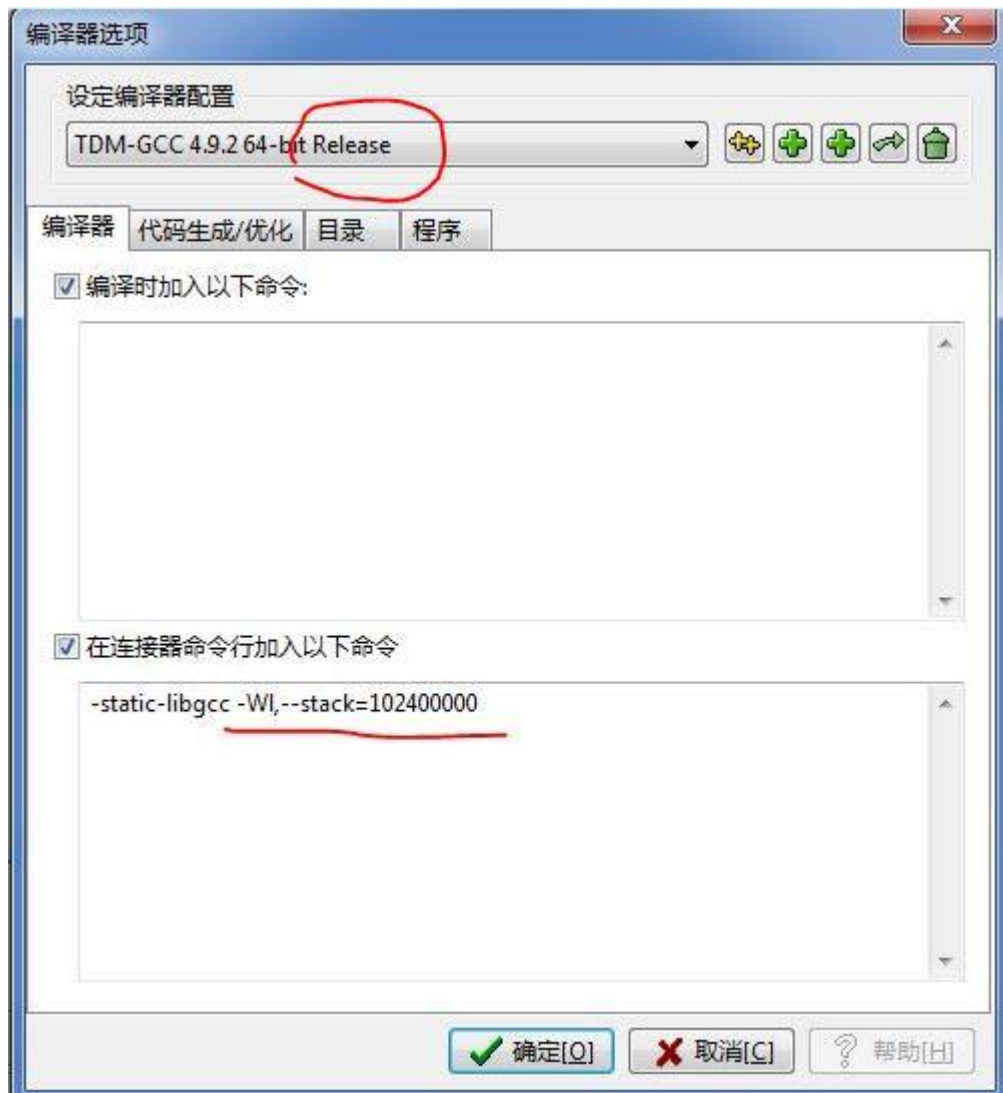 编译器选项
设定编译器配置
TDM-GCC 4.9.2 64-bit Release
编译器 代码生成/优化 目录 程序
编译时加入以下命令:
在连接器命令行加入以下命令
-static-libgcc -Wl,--stack=102400000
确定[O] 取消[C] 帮助[H]